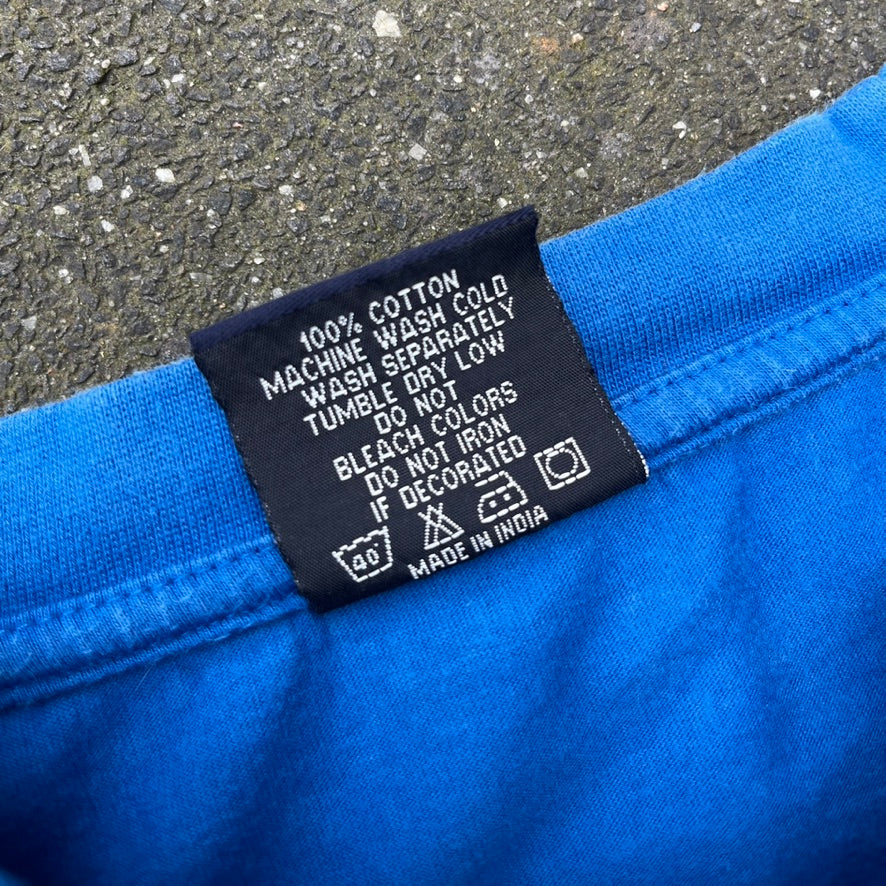 100% COTTON
MACHINE WASH COLD
WASH SEPARATELY
TUMBLE DRY LOW
DO NOT
BLEACH COLORS
DO NOT IRON
IF DECORATED
40°
MADE IN INDIA